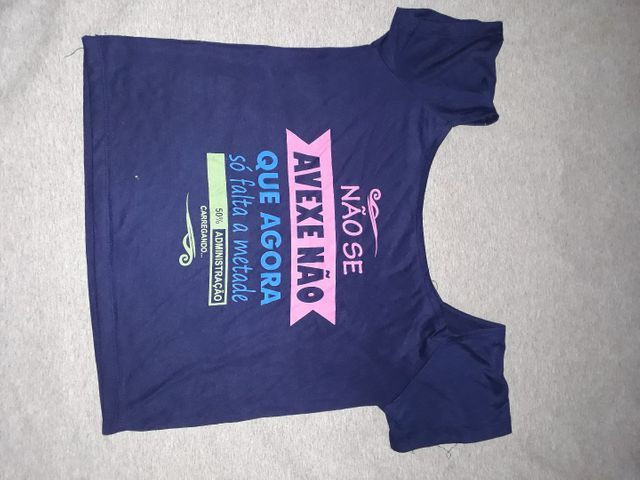 NÃO SE
AVEXE NÃO
QUE AGORA
só falta a metade
50% ADMINISTRAÇÃO
CARREGANDO...